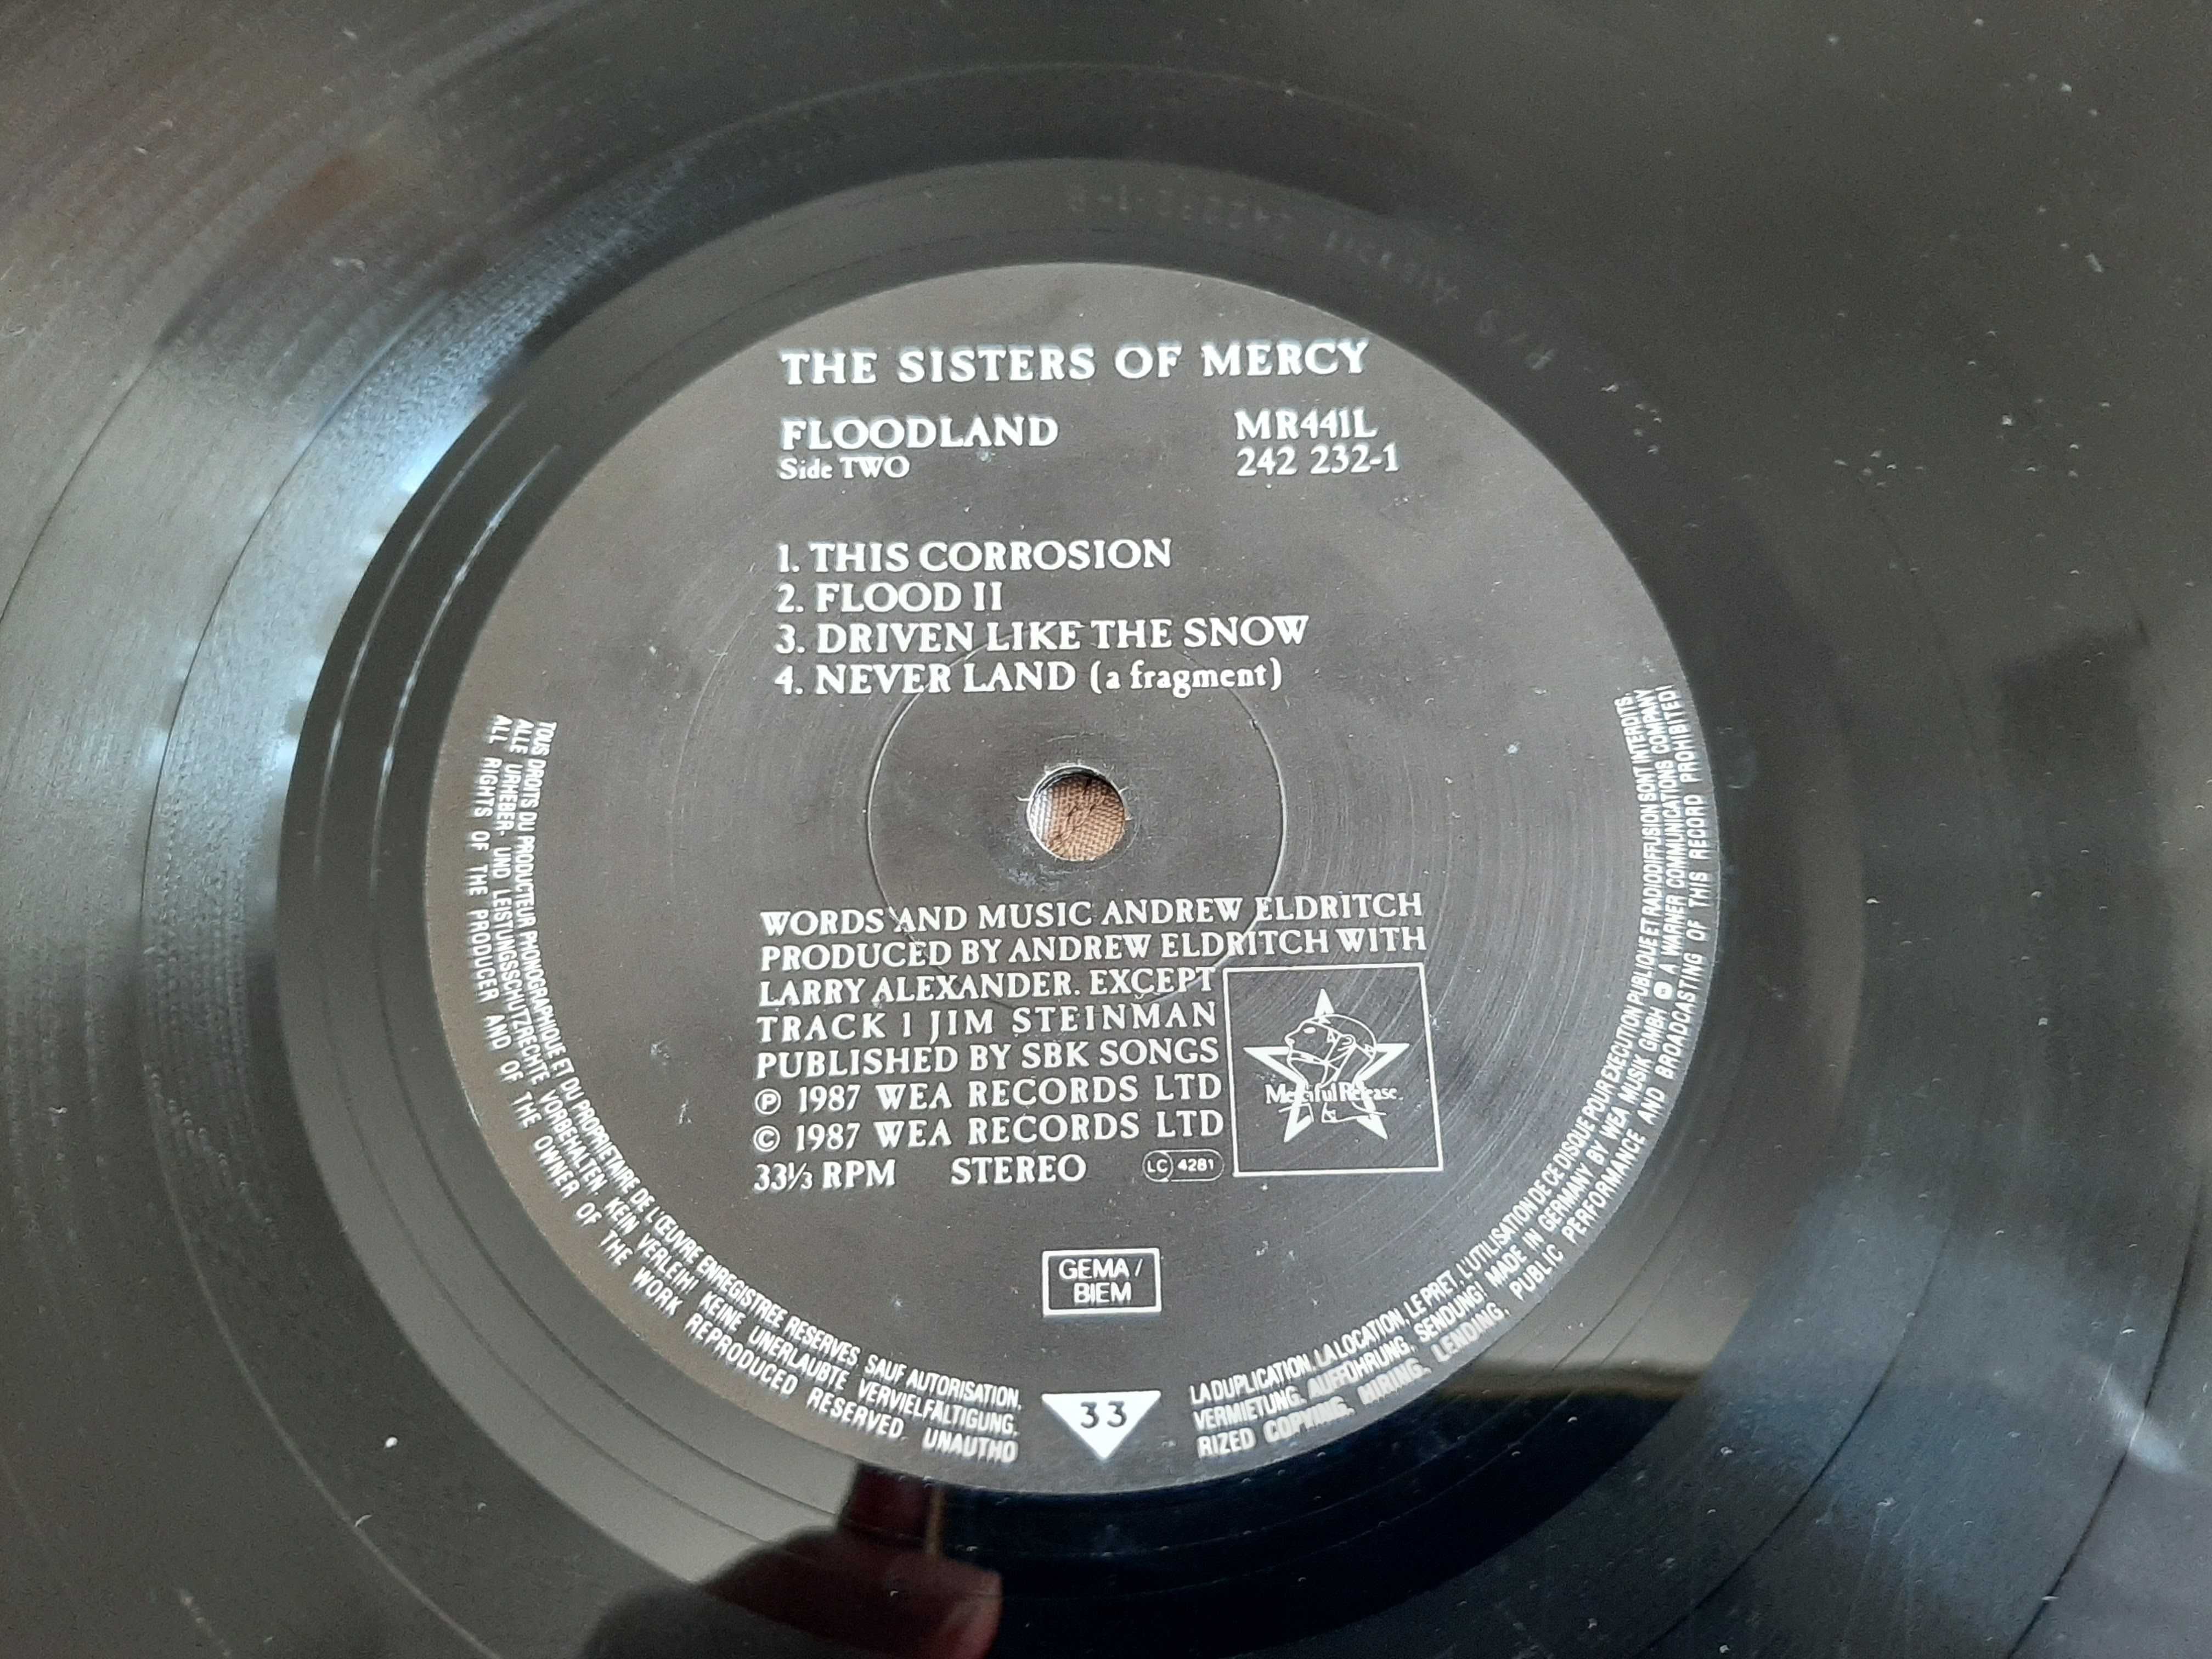 THE SISTERS OF MERCY
FLOODLAND
Side TWO
MR441L
242 232-1
1. THIS CORROSION
2. FLOOD II
3. DRIVEN LIKE THE SNOW
4. NEVER LAND (a fragment)
WORDS AND MUSIC ANDREW ELDRITCH
PRODUCED BY ANDREW ELDRITCH WITH
LARRY ALEXANDER. EXCEPT
TRACK 1 JIM STEINMAN
PUBLISHED BY SBK SONGS
Ⓟ 1987 WEA RECORDS LTD
© 1987 WEA RECORDS LTD
33⅓ RPM STEREO LC 4281
Merciful Release
GEMA/
BIEM
33
TOUS DROITS DU PRODUCTEUR PHONOGRAPHIQUE ET DU PROPRIETAIRE DE L'ŒUVRE ENREGISTREE RESERVES. SAUF AUTORISATION,
LA DUPLICATION, LA LOCATION, LE PRET, L'UTILISATION DE CE DISQUE POUR EXECUTION PUBLIQUE ET RADIODIFFUSION SONT INTERDITS.
ALLE URHEBER- UND LEISTUNGSSCHUTZRECHTE VORBEHALTEN. KEIN VERLEIH! KEINE UNERLAUBTE VERVIELFÄLTIGUNG,
VERMIETUNG, AUFFÜHRUNG, SENDUNG! MADE IN GERMANY BY WEA MUSIK GMBH A WARNER COMMUNICATIONS COMPANY
ALL RIGHTS OF THE PRODUCER AND OF THE OWNER OF THE WORK REPRODUCED RESERVED. UNAUTHO
RIZED COPYING, HIRING, LENDING, PUBLIC PERFORMANCE AND BROADCASTING OF THIS RECORD PROHIBITED!